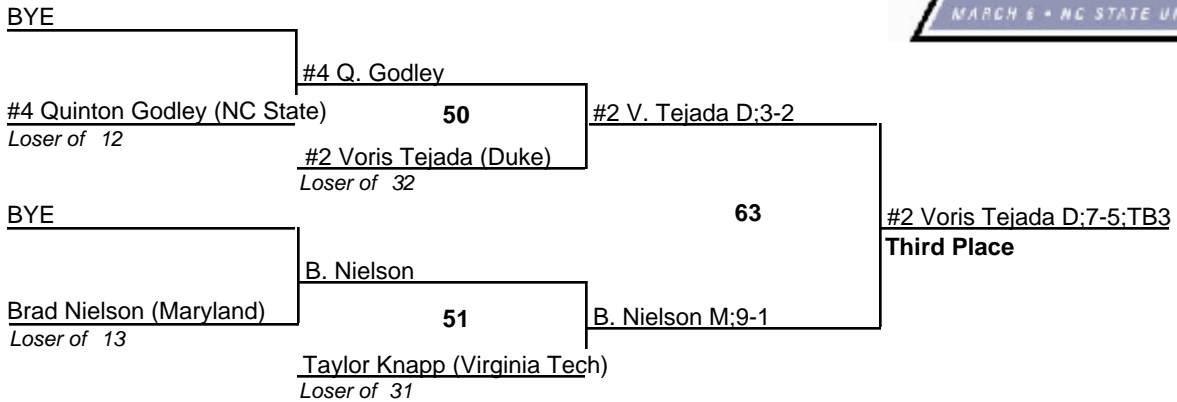 MARCH 6 • NC STATE
BYE
#4 Q. Godley
#4 Quinton Godley (NC State)
50
#2 V. Tejada D;3-2
Loser of 12
#2 Voris Tejada (Duke)
Loser of 32
BYE
63
#2 Voris Tejada D;7-5;TB3
Third Place
B. Nielson
Brad Nielson (Maryland)
51
B. Nielson M;9-1
Loser of 13
Taylor Knapp (Virginia Tech)
Loser of 31